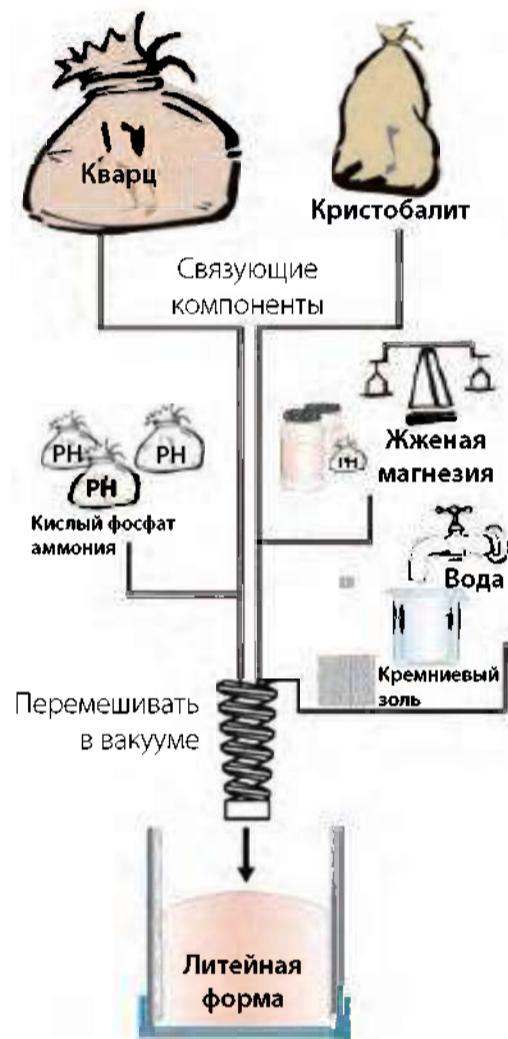 Кварц
Кристобалит
Связующие
компоненты
PH
PH
PH
Кислый фосфат
аммония
Жженая
магнезия
PH
Вода
Кремниевый
золь
Перемешивать
в вакууме
Литейная
форма